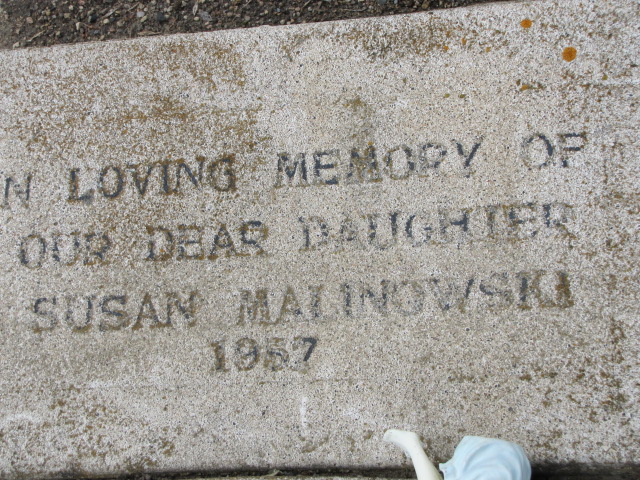 N LOVING MEMORY OF
OUR DEAR DAUGHTER
SUSAN MALINOWSKI
1957